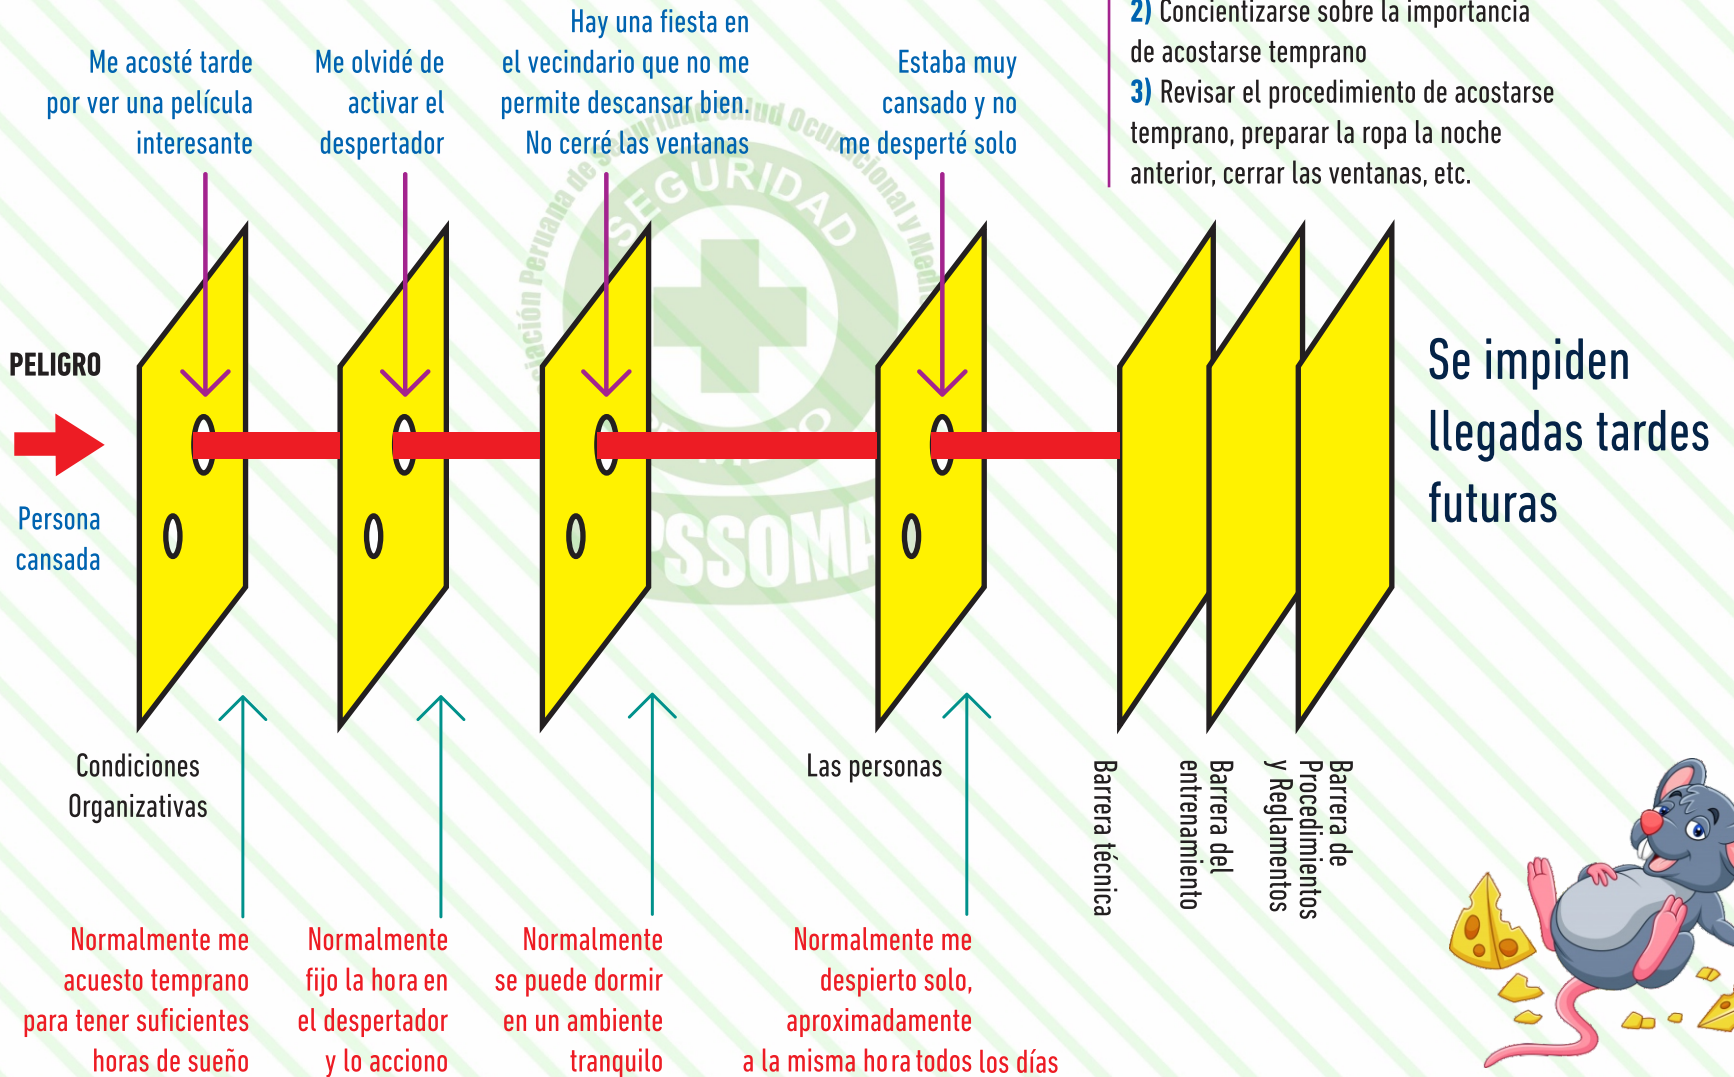 Me acosté tarde
por ver una película
interesante
Me olvidé de
activar el
despertador
Hay una fiesta en
el vecindario que no me
permite descansar bien.
No cerré las ventanas
Estaba muy
cansado y no
me desperté solo
2) Concientizarse sobre la importancia
de acostarse temprano
3) Revisar el procedimiento de acostarse
temprano, preparar la ropa la noche
anterior, cerrar las ventanas, etc.
PELIGRO
Persona
cansada
Se impiden
llegadas tardes
futuras
Condiciones
Organizativas
Las personas
Barrera técnica
Barrera del
entrenamiento
Barrera de
Procedimientos
y Reglamentos
Normalmente me
acuesto temprano
para tener suficientes
horas de sueño
Normalmente
fijo la hora en
el despertador
y lo acciono
Normalmente
se puede dormir
en un ambiente
tranquilo
Normalmente me
despierto solo,
aproximadamente
a la misma hora todos los días
SEGURIDAD